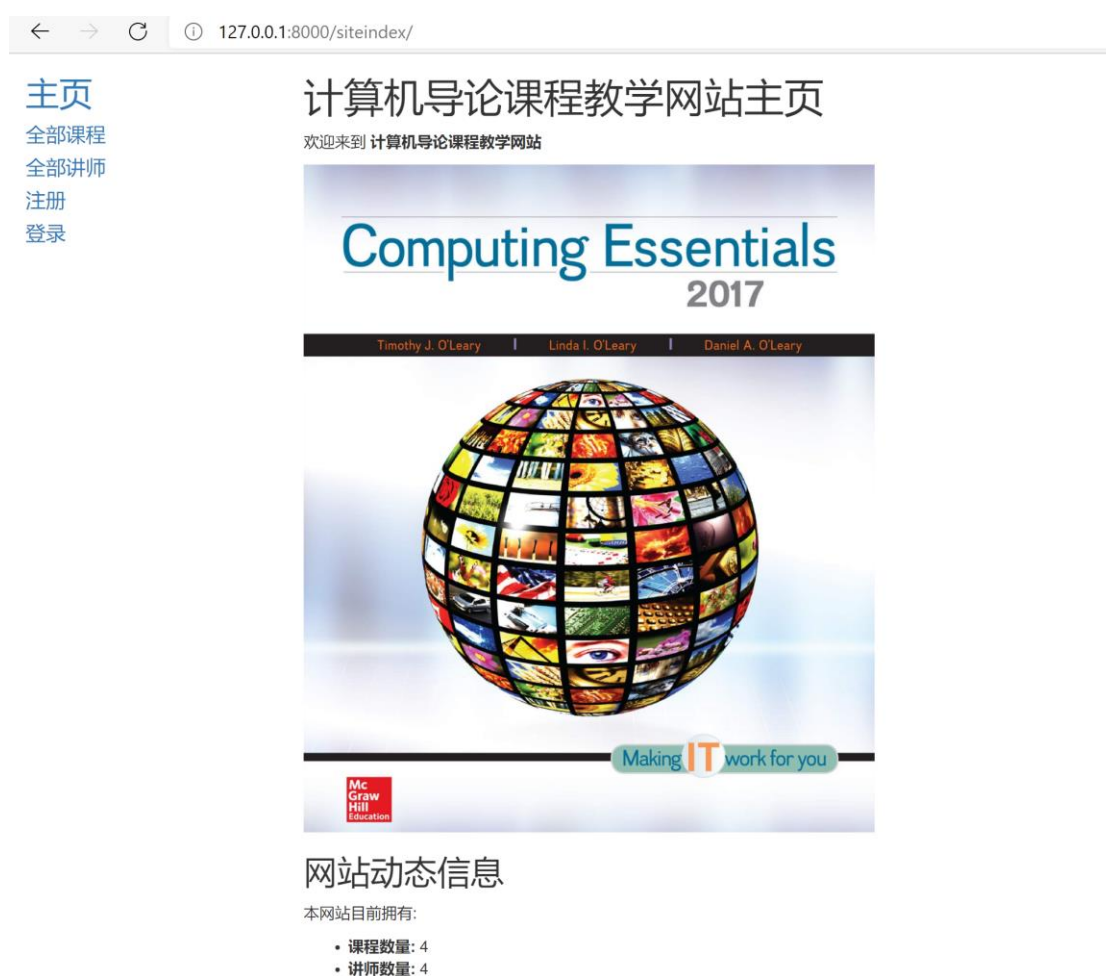 127.0.0.1:8000/siteindex/
主页
全部课程
全部讲师
注册
登录
计算机导论课程教学网站主页
欢迎来到 计算机导论课程教学网站
Computing Essentials
2017
Timothy J. O'Leary | Linda I. O'Leary | Daniel A. O'Leary
Making IT work for you
Mc
Graw
Hill
Education
网站动态信息
本网站目前拥有:
• 课程数量: 4
• 讲师数量: 4